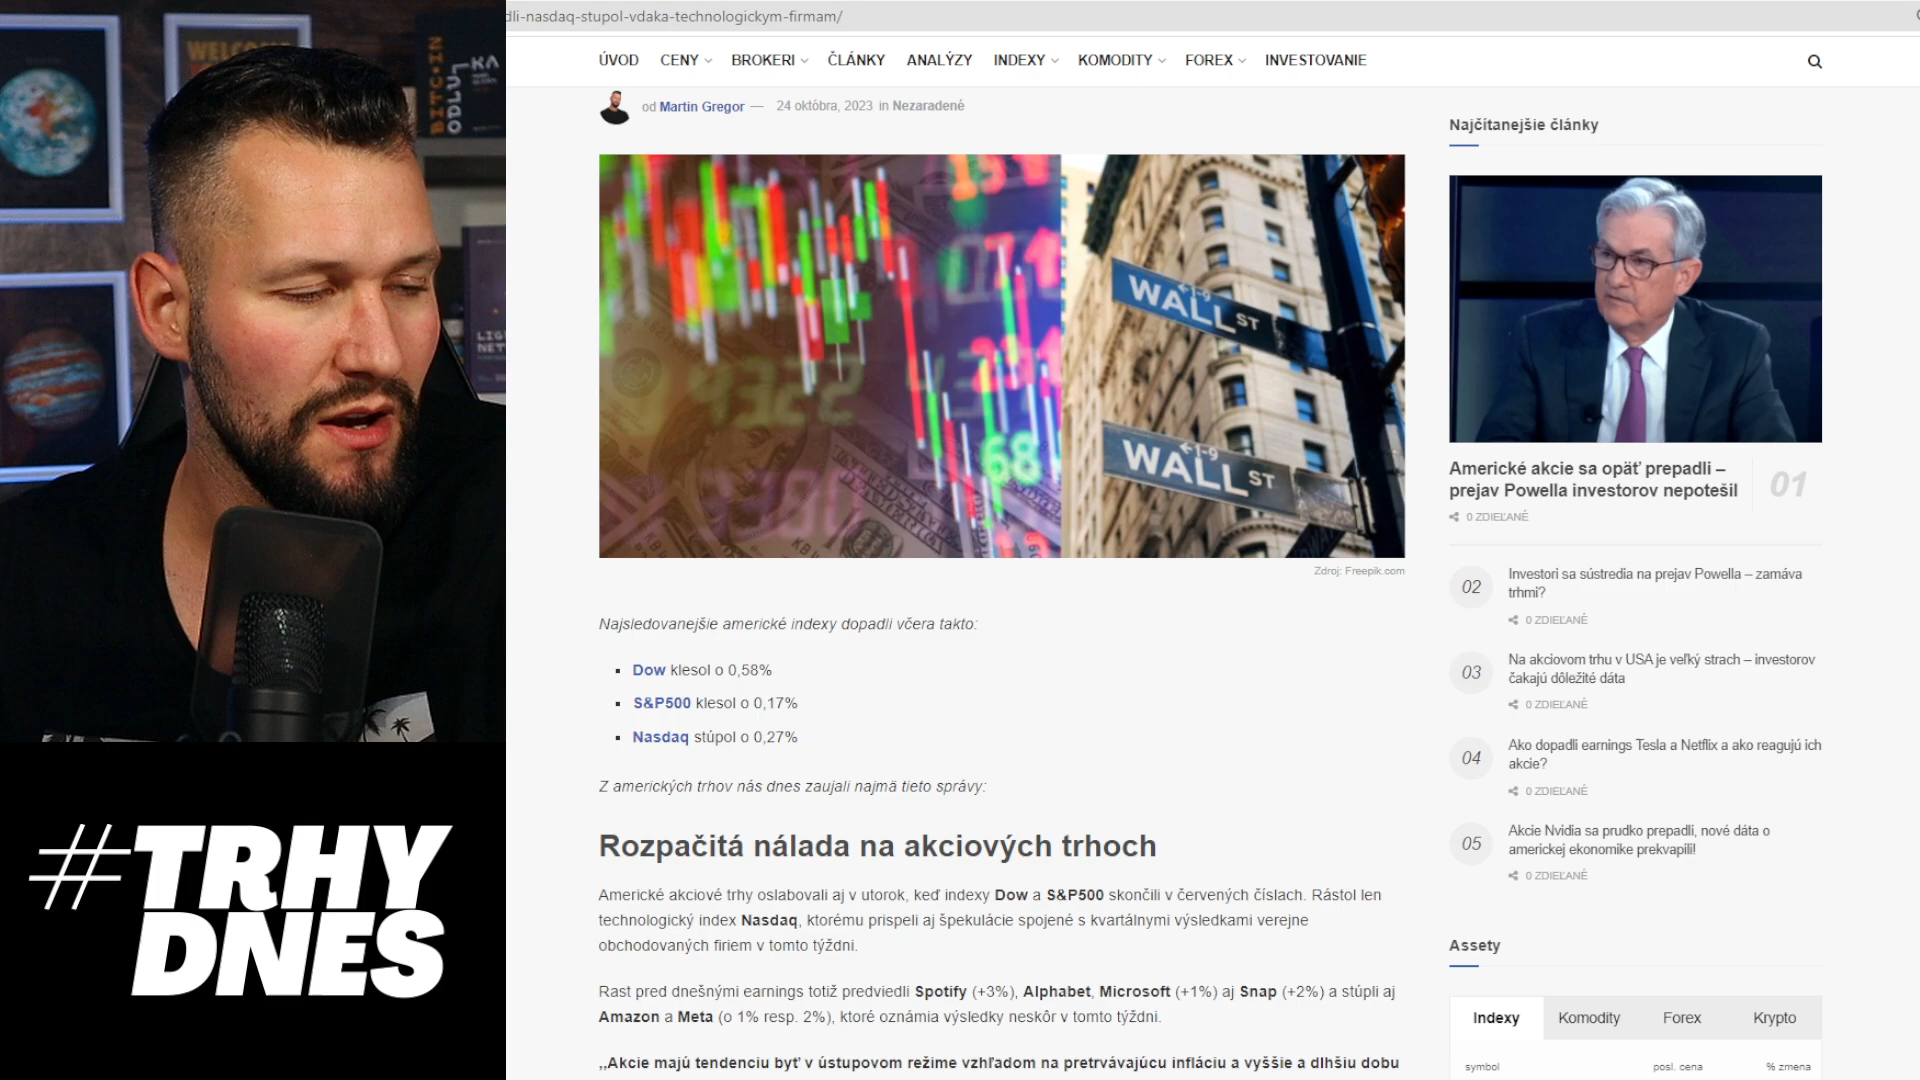 dli-nasdaq-stupol-vdaka-technologickym-firmam/
ÚVOD CENY BROKERI ČLÁNKY ANALÝZY INDEXY KOMODITY FOREX INVESTOVANIE
od Martin Gregor — 24 októbra, 2023 in Nezaradené
WELCOME
BITCOIN
ODLUKA
WALL ST
WALL ST
68
Zdroj: Freepik.com
Najsledovanejšie americké indexy dopadli včera takto:
▪ Dow klesol o 0,58%
▪ S&P500 klesol o 0,17%
▪ Nasdaq stúpol o 0,27%
Z amerických trhov nás dnes zaujali najmä tieto správy:
Rozpačitá nálada na akciových trhoch
Americké akciové trhy oslabovali aj v utorok, keď indexy Dow a S&P500 skončili v červených číslach. Rástol len
technologický index Nasdaq, ktorému prispeli aj špekulácie spojené s kvartálnymi výsledkami verejne
obchodovaných firiem v tomto týždni.
Rast pred dnešnými earnings totiž predviedli Spotify (+3%), Alphabet, Microsoft (+1%) aj Snap (+2%) a stúpli aj
Amazon a Meta (o 1% resp. 2%), ktoré oznámia výsledky neskôr v tomto týždni.
„Akcie majú tendenciu byť v ústupovom režime vzhľadom na pretrvávajúcu infláciu a vyššie a dlhšiu dobu
Najčítanejšie články
Americké akcie sa opäť prepadli –
prejav Powella investorov nepotešil
01
0 ZDIEĽANÉ
02
Investori sa sústredia na prejav Powella – zamáva
trhmi?
0 ZDIEĽANÉ
03
Na akciovom trhu v USA je veľký strach – investorov
čakajú dôležité dáta
0 ZDIEĽANÉ
04
Ako dopadli earnings Tesla a Netflix a ako reagujú ich
akcie?
0 ZDIEĽANÉ
05
Akcie Nvidia sa prudko prepadli, nové dáta o
americkej ekonomike prekvapili!
0 ZDIEĽANÉ
Assety
Indexy Komodity Forex Krypto
symbol posl. cena % zmena
#TRHY
DNES